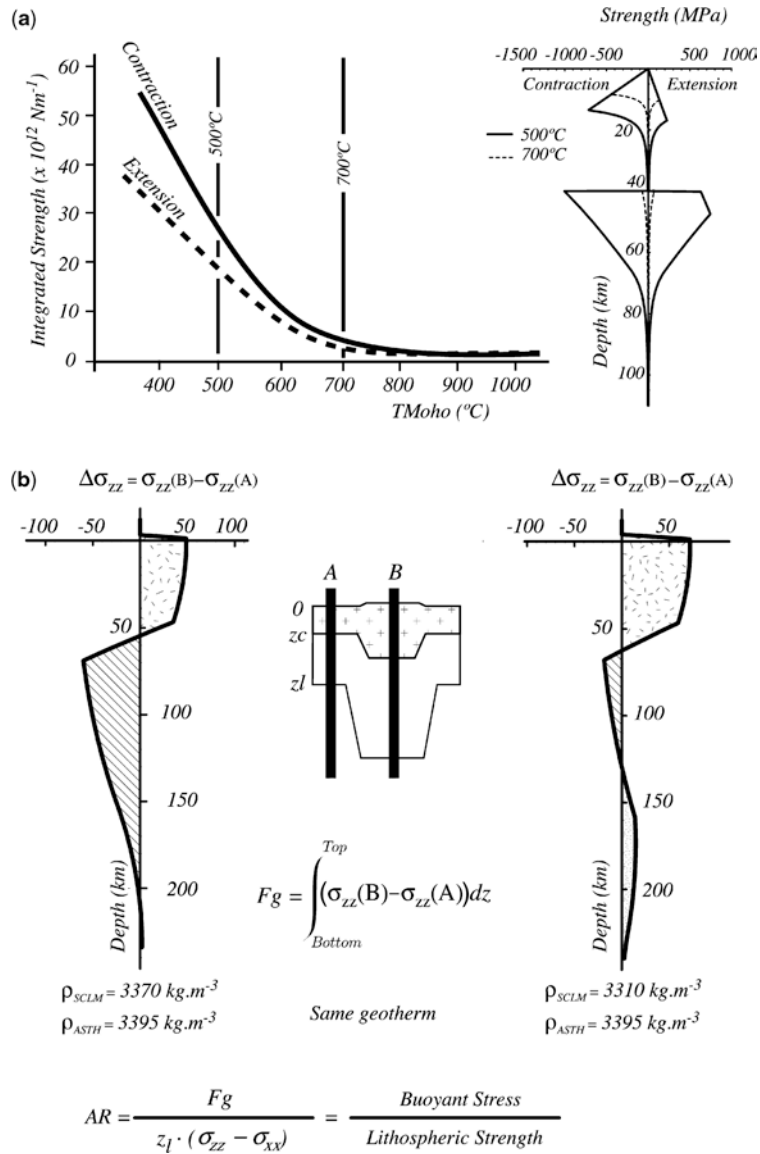 (a)
Strength (MPa)
-1500 -1000 -500 500 1000
Contraction Extension
500ºC
700ºC
20
40
60
80
100
Depth (km)
Integrated Strength (x 10¹² Nm⁻¹)
60
50
40
30
20
10
0
Contraction
Extension
500ºC
700ºC
400 500 600 700 800 900 1000
TMoho (ºC)
(b)
Δσzz = σzz(B)−σzz(A)
-100 -50 0 50 100
50
100
150
200
Depth (km)
ρSCLM = 3370 kg.m⁻³
ρASTH = 3395 kg.m⁻³
A B
0
zc
zl
Fg = ∫ Top Bottom (σzz(B)−σzz(A))dz
Same geotherm
Δσzz = σzz(B)−σzz(A)
-100 -50 0 50
50
100
150
200
Depth (km)
ρSCLM = 3310 kg.m⁻³
ρASTH = 3395 kg.m⁻³
AR = Fg / zl · (σzz − σxx) = Buoyant Stress / Lithospheric Strength